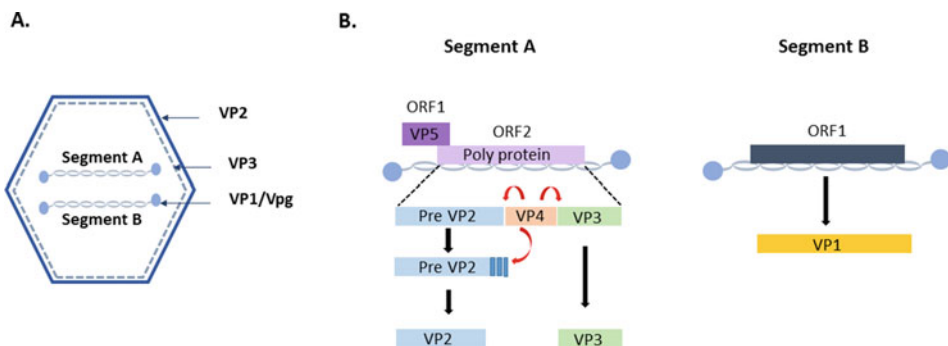 A.
VP2
Segment A
VP3
VP1/Vpg
Segment B
B.
Segment A
Segment B
ORF1
VP5
ORF2
Poly protein
ORF1
Pre VP2
VP4
VP3
VP1
Pre VP2
VP2
VP3